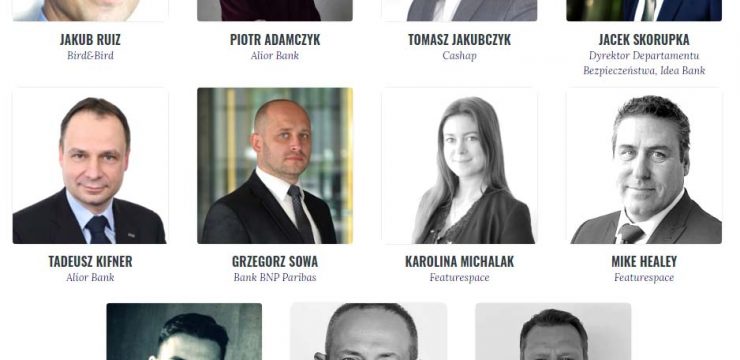 JAKUB RUIZ
Bird&Bird
PIOTR ADAMCZYK
Alior Bank
TOMASZ JAKUBCZYK
Cashap
JACEK SKORUPKA
Dyrektor Departamentu
Bezpieczeństwa, Idea Bank
TADEUSZ KIFNER
Alior Bank
GRZEGORZ SOWA
Bank BNP Paribas
KAROLINA MICHALAK
Featurespace
MIKE HEALEY
Featurespace